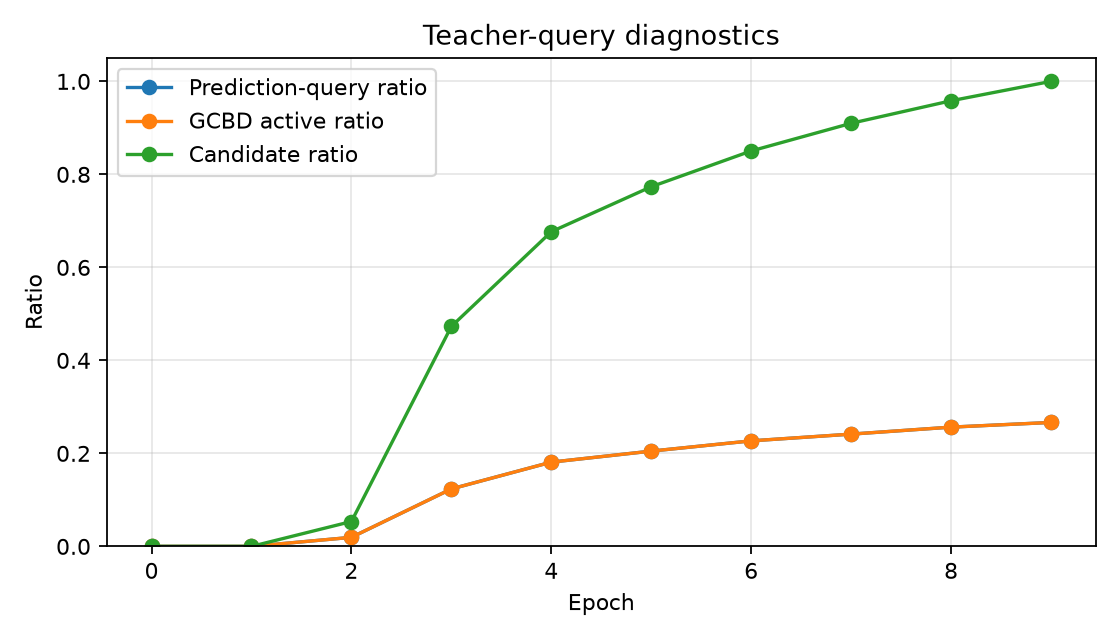 Teacher-query diagnostics
Prediction-query ratio
GCBD active ratio
Candidate ratio
1.0
0.8
0.6
0.4
0.2
0.0
Ratio
0 2 4 6 8
Epoch